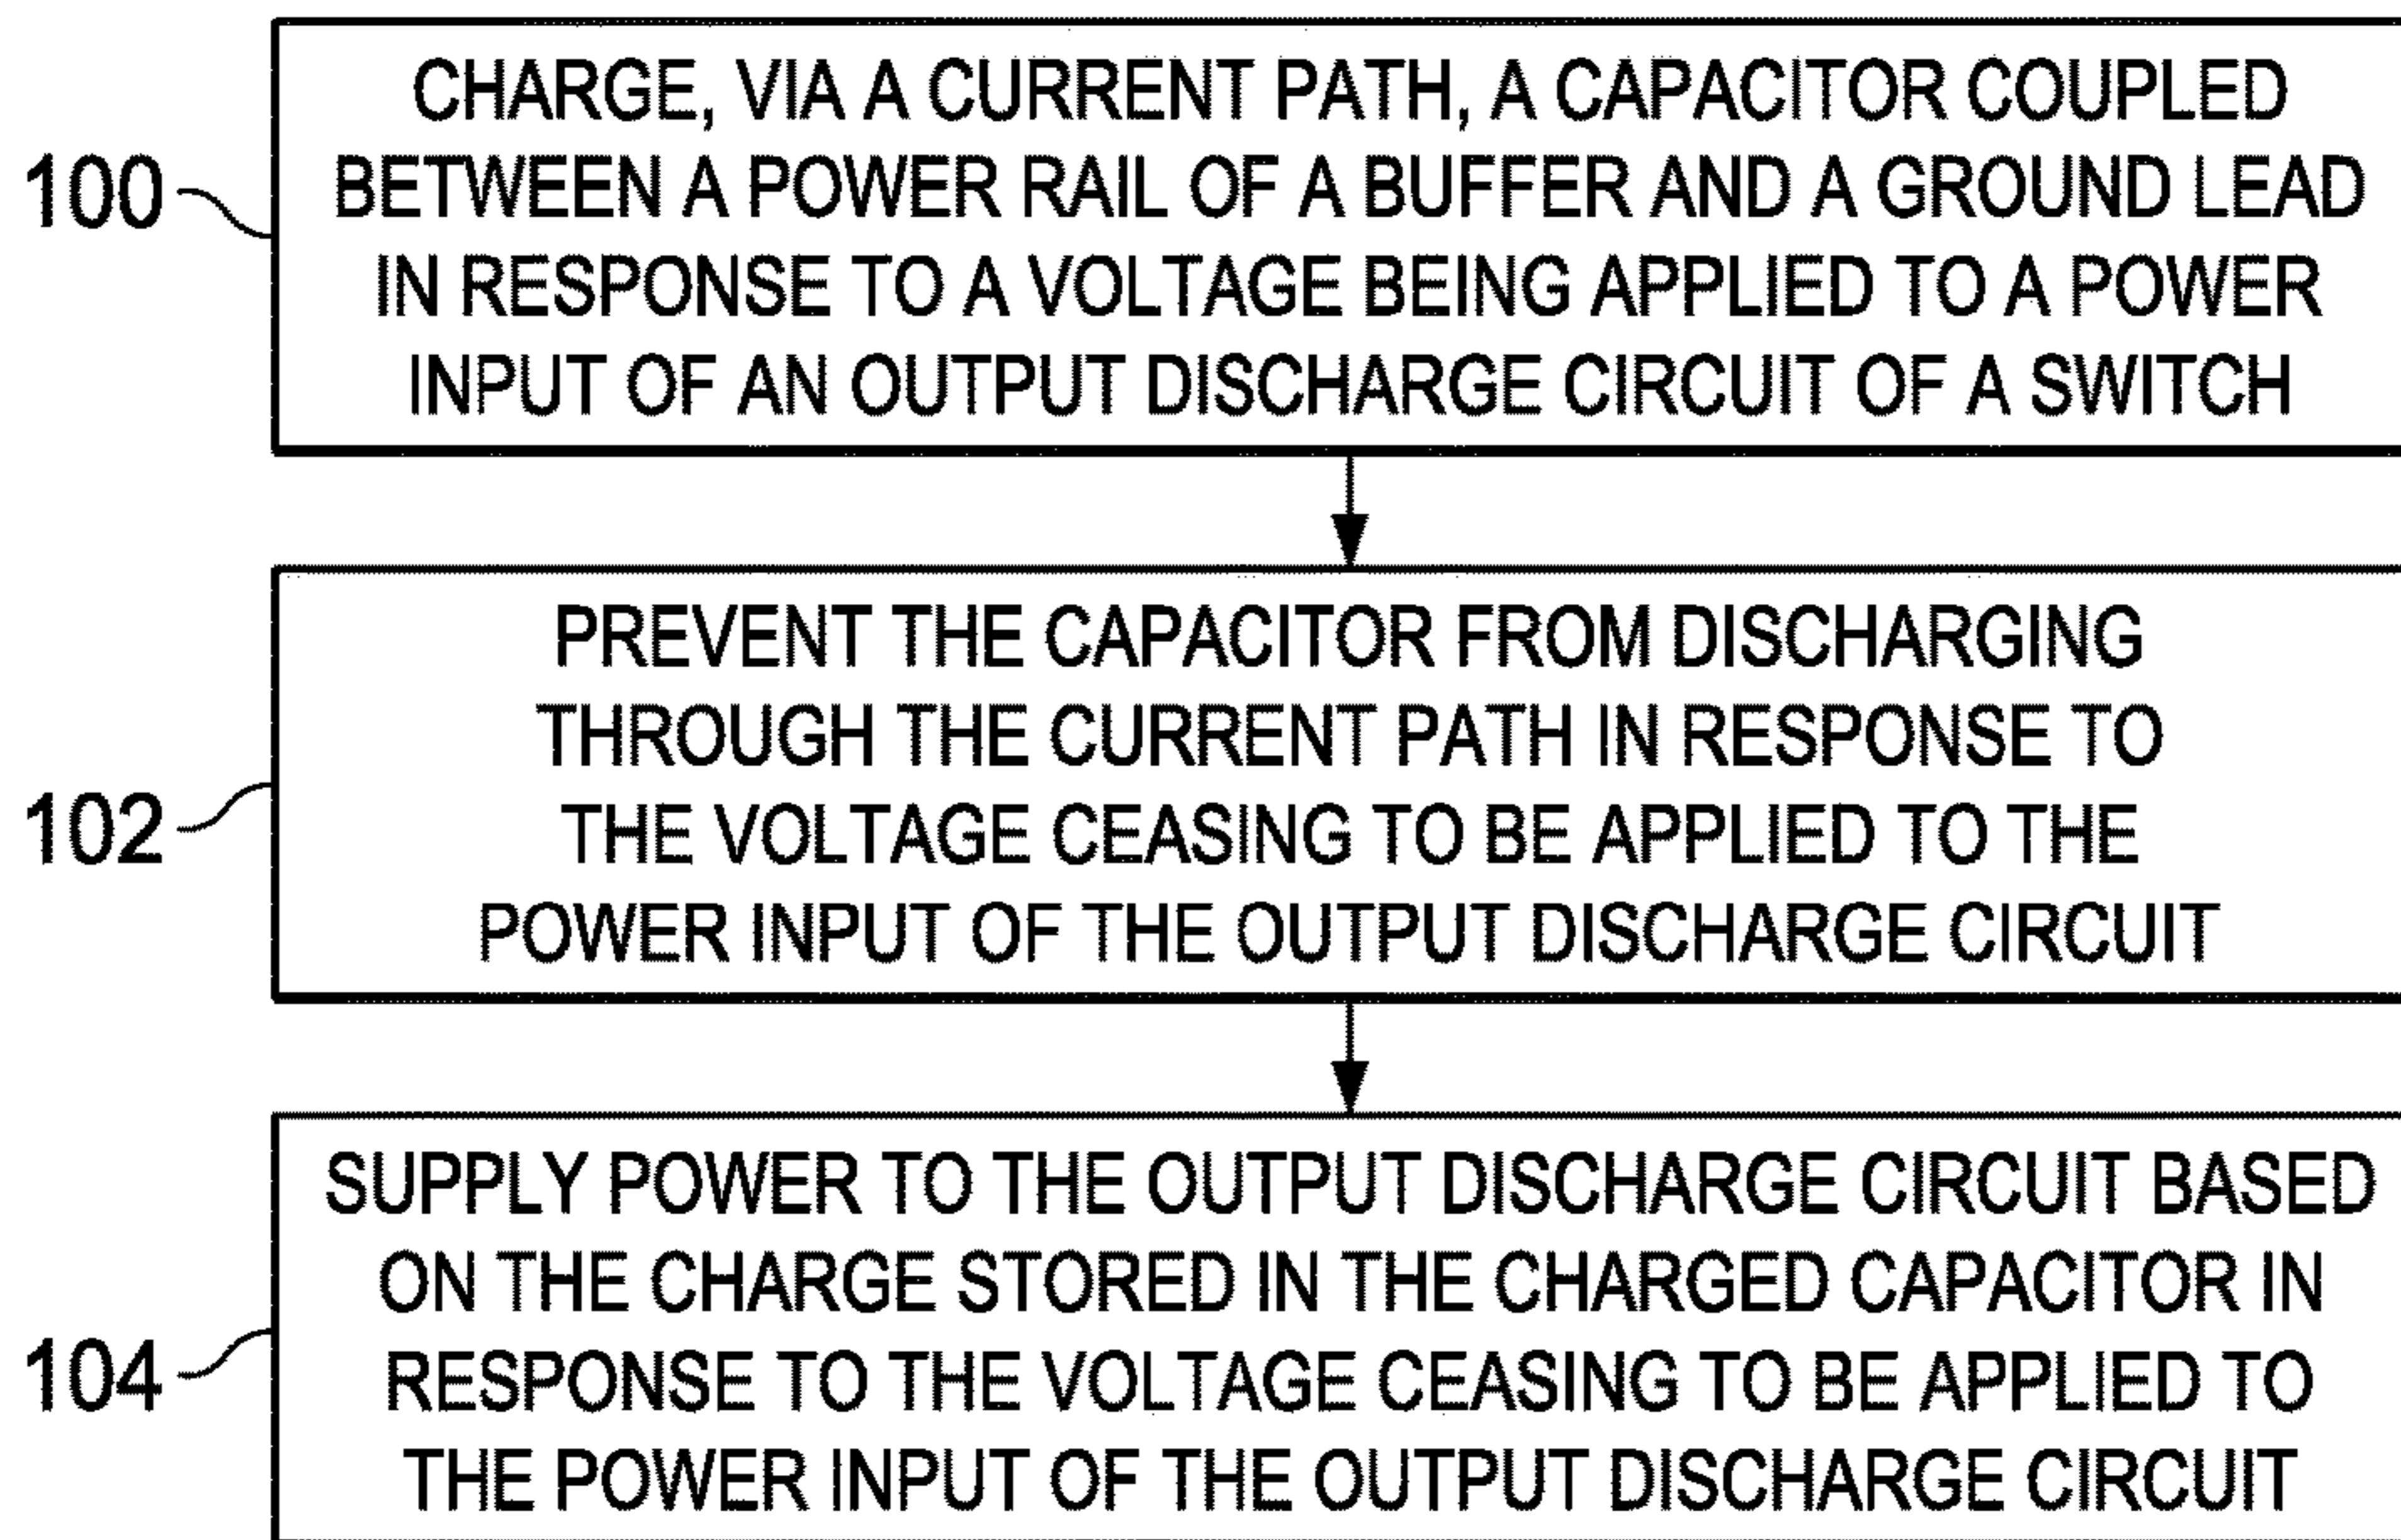 100
CHARGE, VIA A CURRENT PATH, A CAPACITOR COUPLED
BETWEEN A POWER RAIL OF A BUFFER AND A GROUND LEAD
IN RESPONSE TO A VOLTAGE BEING APPLIED TO A POWER
INPUT OF AN OUTPUT DISCHARGE CIRCUIT OF A SWITCH
102
PREVENT THE CAPACITOR FROM DISCHARGING
THROUGH THE CURRENT PATH IN RESPONSE TO
THE VOLTAGE CEASING TO BE APPLIED TO THE
POWER INPUT OF THE OUTPUT DISCHARGE CIRCUIT
104
SUPPLY POWER TO THE OUTPUT DISCHARGE CIRCUIT BASED
ON THE CHARGE STORED IN THE CHARGED CAPACITOR IN
RESPONSE TO THE VOLTAGE CEASING TO BE APPLIED TO
THE POWER INPUT OF THE OUTPUT DISCHARGE CIRCUIT